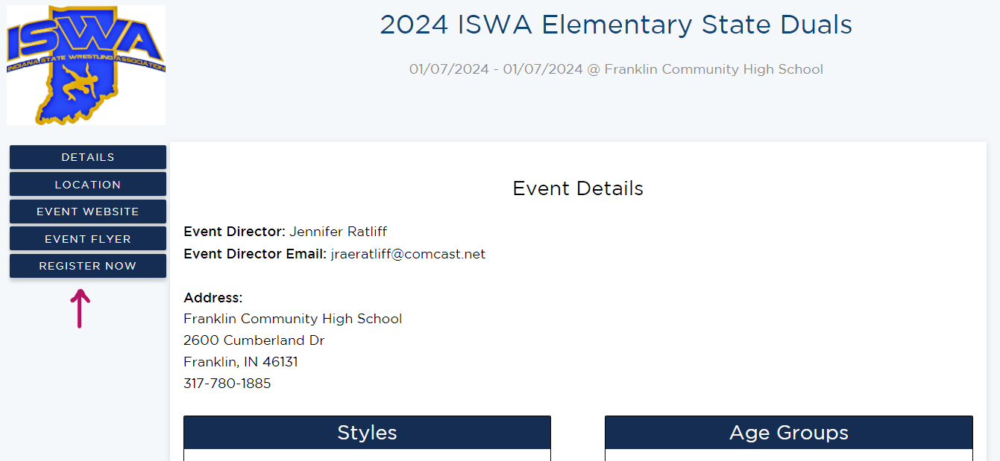 ISWA
INDIANA STATE WRESTLING ASSOCIATION
2024 ISWA Elementary State Duals
01/07/2024 - 01/07/2024 @ Franklin Community High School
DETAILS
LOCATION
EVENT WEBSITE
EVENT FLYER
REGISTER NOW
Event Details
Event Director: Jennifer Ratliff
Event Director Email: jraeratliff@comcast.net
Address:
Franklin Community High School
2600 Cumberland Dr
Franklin, IN 46131
317-780-1885
Styles
Age Groups